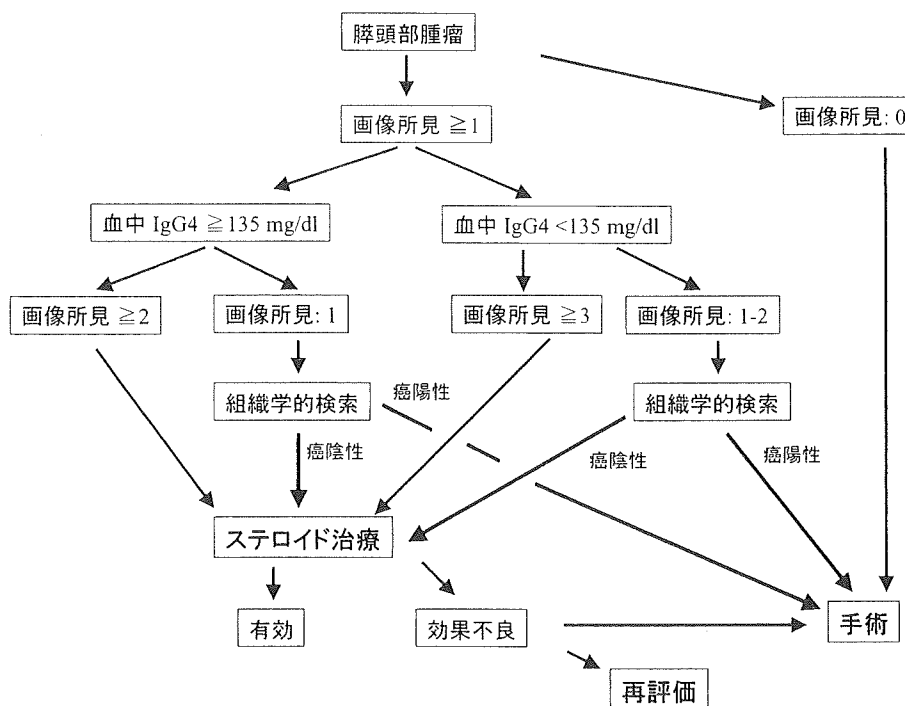 膵頭部腫瘤
画像所見: 0
画像所見 ≧1
血中 IgG4 ≧135 mg/dl
血中 IgG4 <135 mg/dl
画像所見 ≧2
画像所見: 1
画像所見 ≧3
画像所見: 1-2
組織学的検索
癌陽性
組織学的検索
癌陰性
癌陰性
癌陽性
ステロイド治療
有効
効果不良
手術
再評価